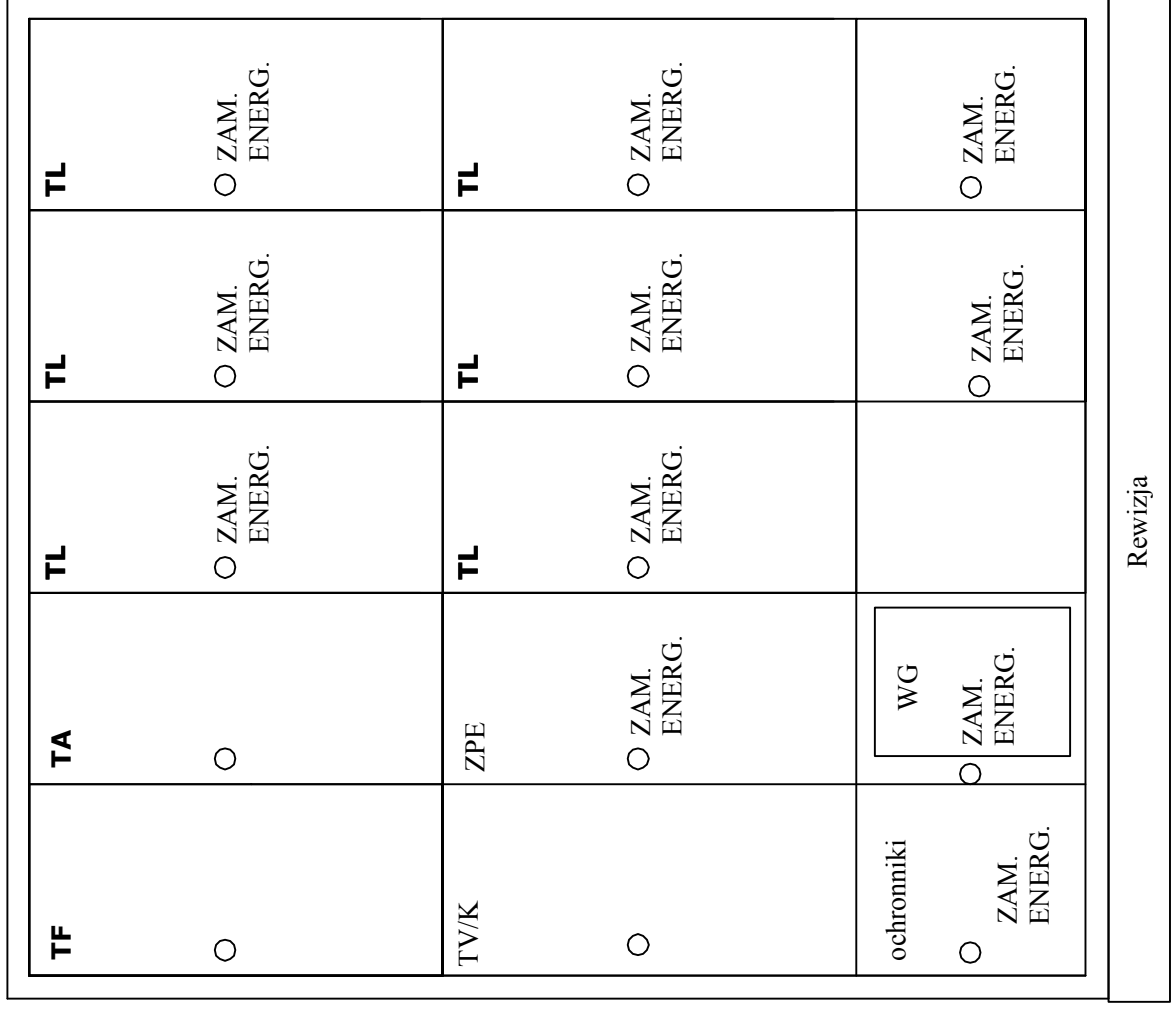 TF
TA
TL
ZAM.
ENERG.
TL
ZAM.
ENERG.
TL
ZAM.
ENERG.
TV/K
ZPE
ZAM.
ENERG.
TL
ZAM.
ENERG.
TL
ZAM.
ENERG.
TL
ZAM.
ENERG.
ochronniki
ZAM.
ENERG.
WG
ZAM.
ENERG.
ZAM.
ENERG.
ZAM.
ENERG.
Rewizja